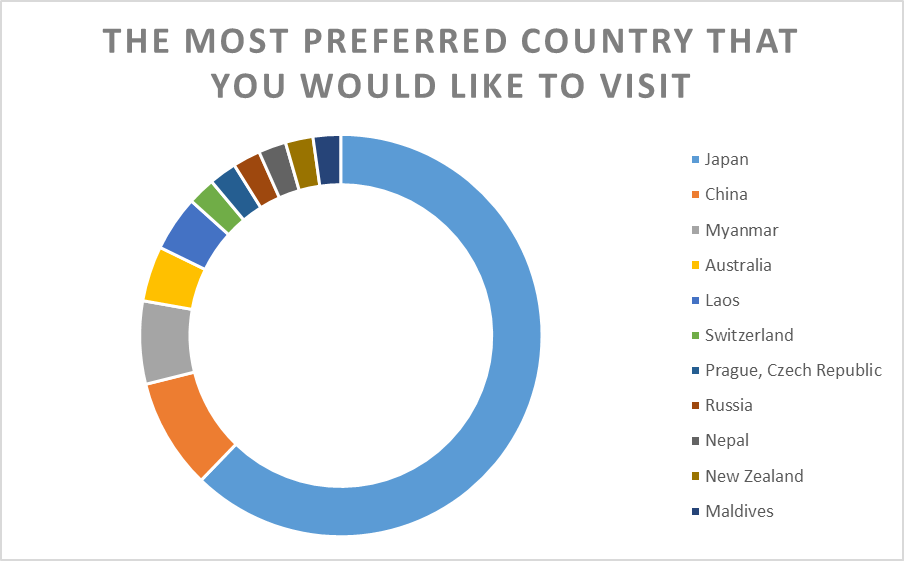 THE MOST PREFERRED COUNTRY THAT
YOU WOULD LIKE TO VISIT
Japan
China
Myanmar
Australia
Laos
Switzerland
Prague, Czech Republic
Russia
Nepal
New Zealand
Maldives